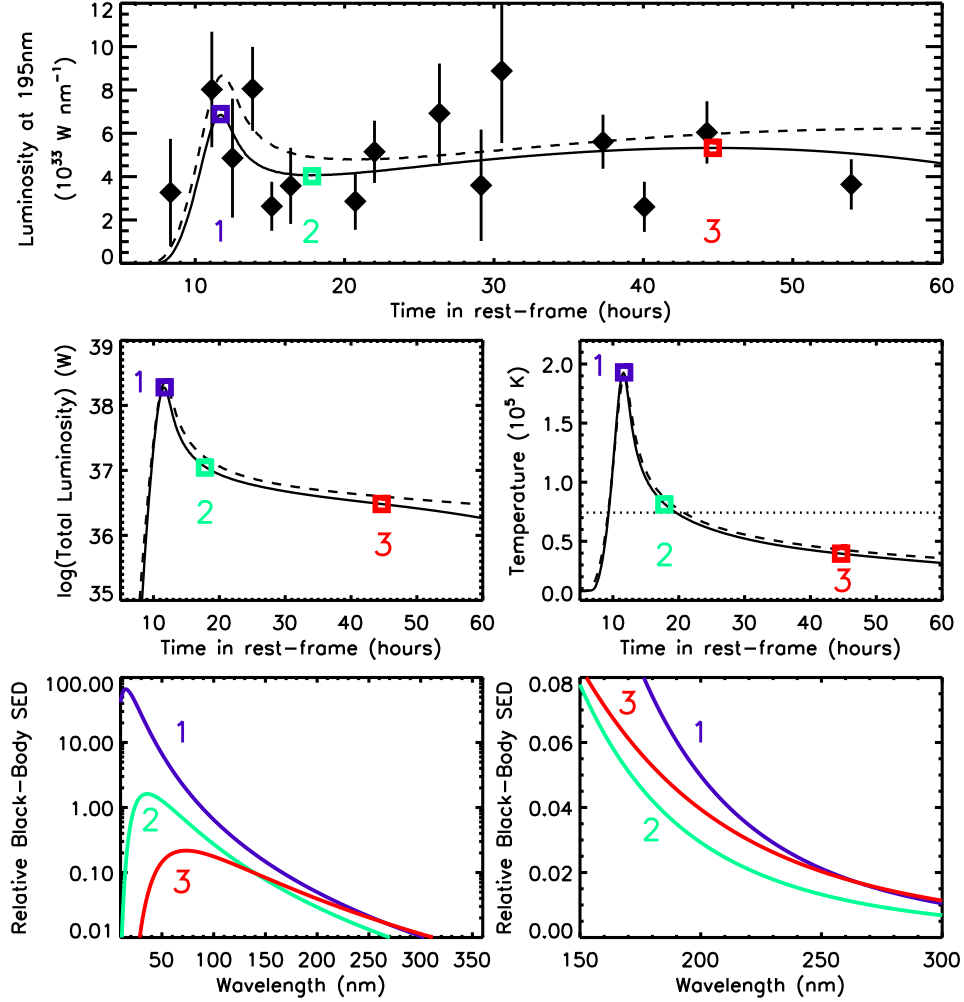 Luminosity at 195nm
(10³³ W nm⁻¹)
12
10
8
6
4
2
0
1
2
3
10 20 30 40 50 60
Time in rest-frame (hours)
log(Total Luminosity) (W)
39
38
37
36
35
1
2
3
10 20 30 40 50 60
Time in rest-frame (hours)
Temperature (10⁵ K)
2.0
1.5
1.0
0.5
0.0
1
2
3
10 20 30 40 50 60
Time in rest-frame (hours)
Relative Black-Body SED
100.00
10.00
1.00
0.10
0.01
1
2
3
50 100 150 200 250 300 350
Wavelength (nm)
Relative Black-Body SED
0.08
0.06
0.04
0.02
0.00
3
1
2
150 200 250 300
Wavelength (nm)